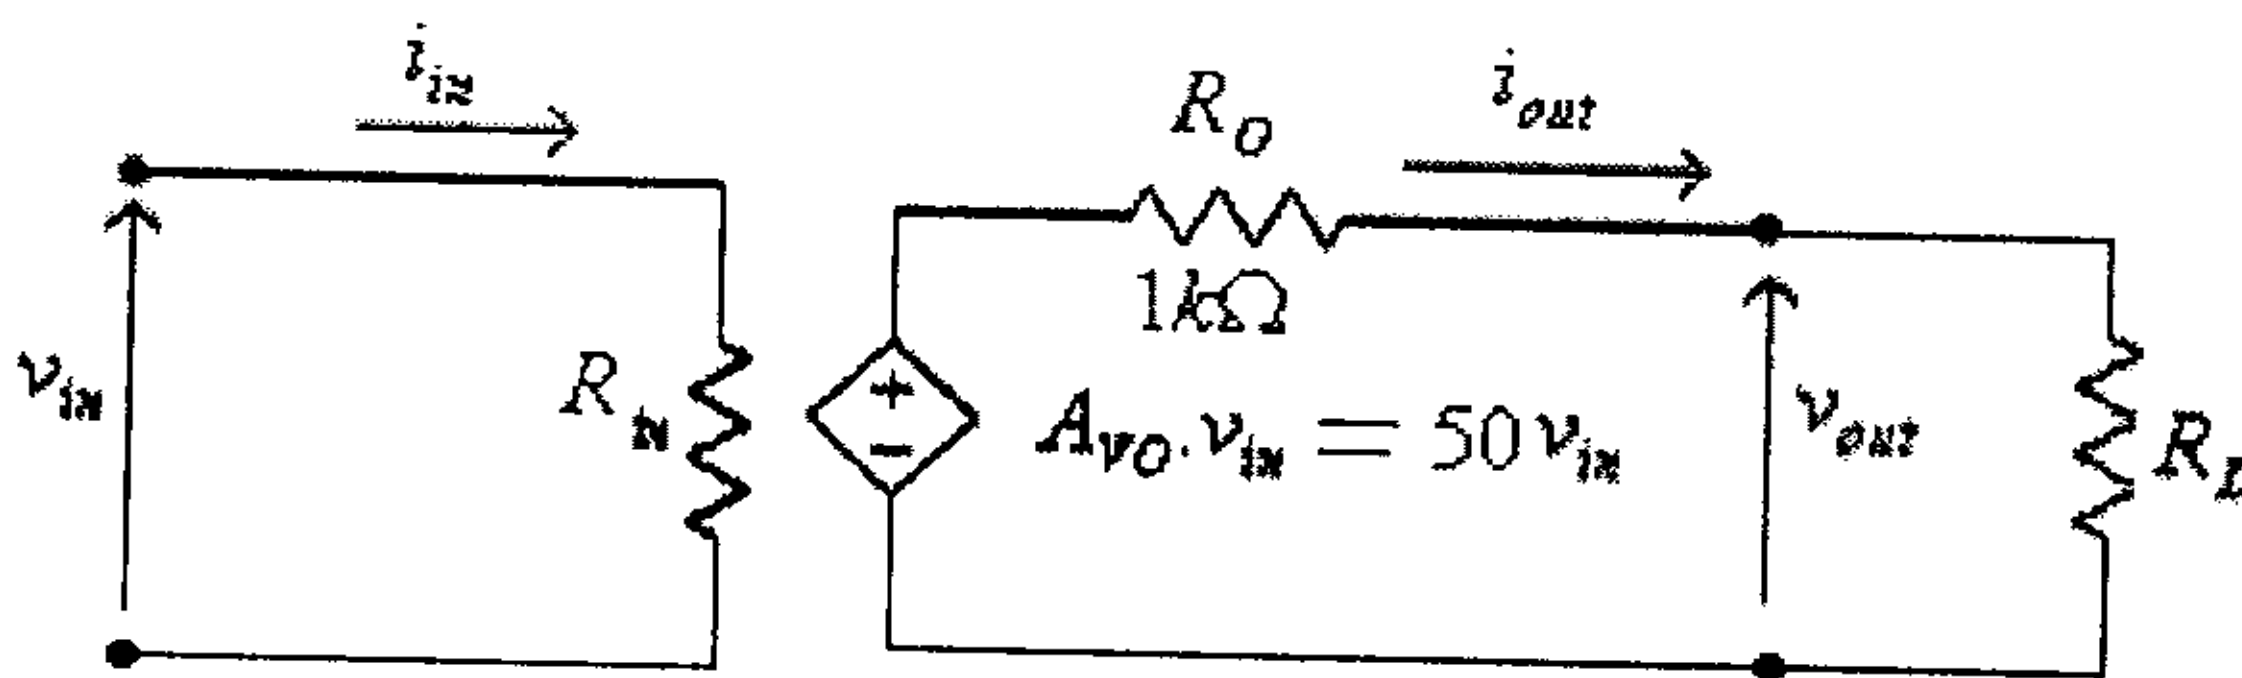 i_in
R_O
i_out
1kΩ
v_in
R_IN
A_VO.v_in = 50 v_in
v_out
R_L